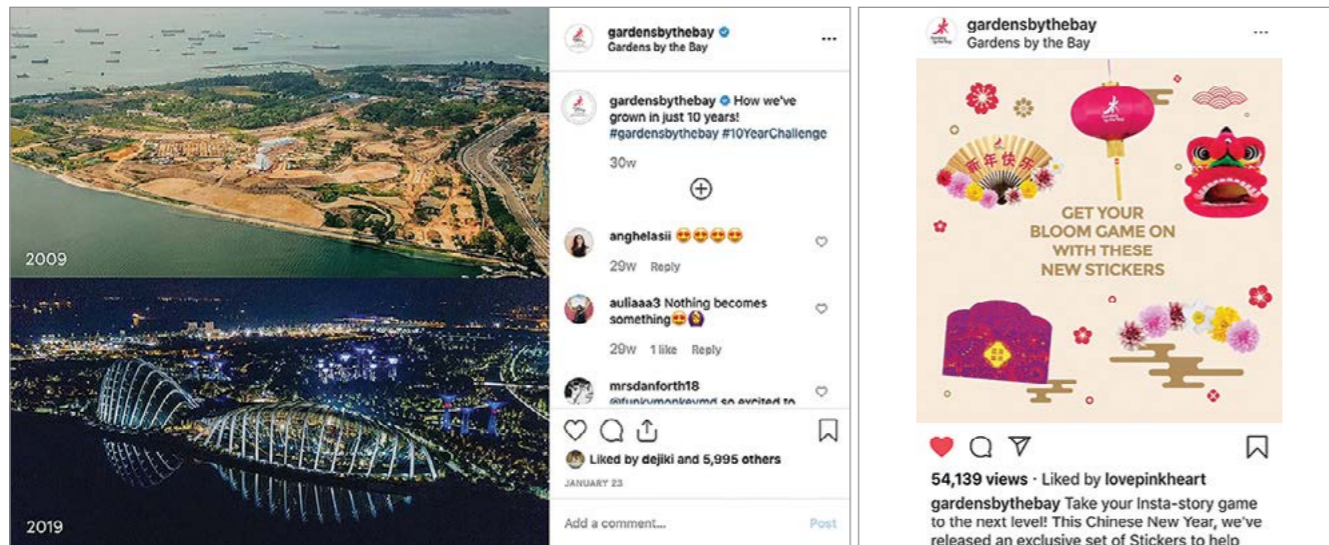 2009
2019
gardensbythebay
Gardens by the Bay
gardensbythebay How we've
grown in just 10 years!
#gardensbythebay #10YearChallenge
30w
anghelasii 😍😍😍😍
29w Reply
auliaaa3 Nothing becomes
something😍🙆
29w 1 like Reply
mrsdanforth18
@funkymonkeymd so excited to
Liked by dejiki and 5,995 others
JANUARY 23
Add a comment... Post
gardensbythebay
Gardens by the Bay
新年快乐
GET YOUR
BLOOM GAME ON
WITH THESE
NEW STICKERS
54,139 views · Liked by lovepinkheart
gardensbythebay Take your Insta-story game
to the next level! This Chinese New Year, we've
released an exclusive set of Stickers to help